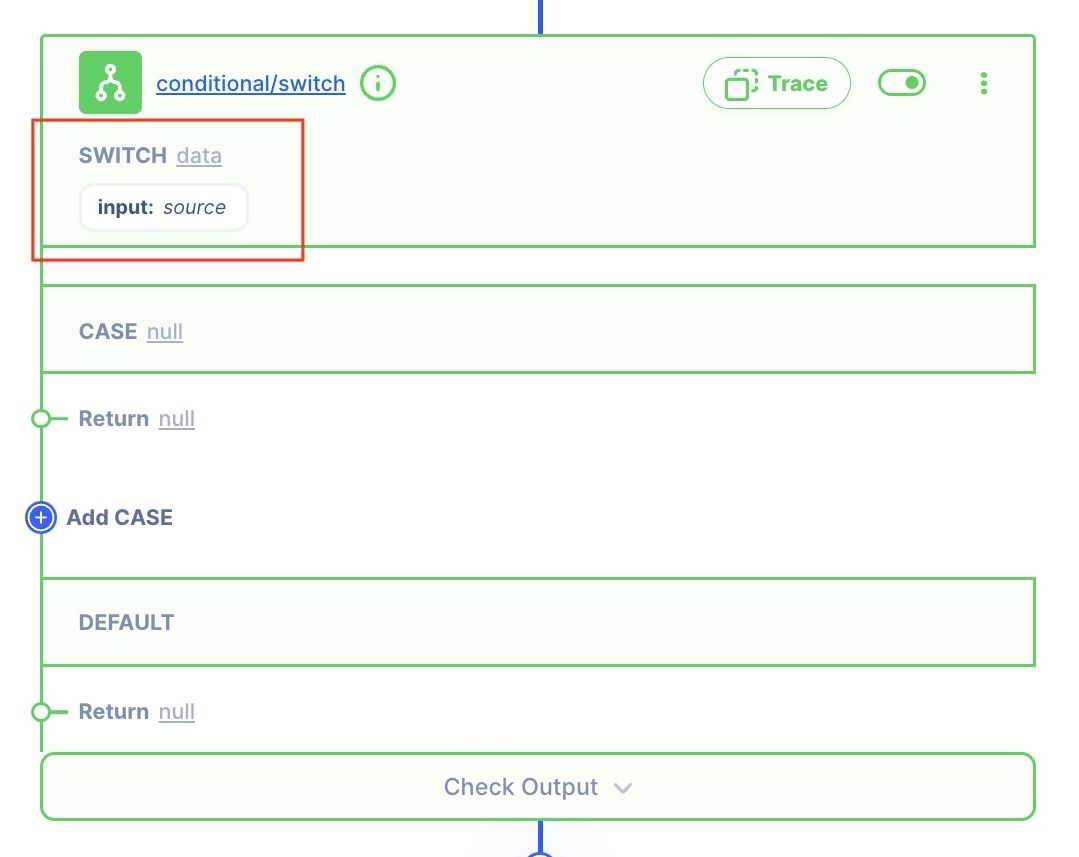 conditional/switch
Trace
SWITCH data
input: source
CASE null
Return null
Add CASE
DEFAULT
Return null
Check Output